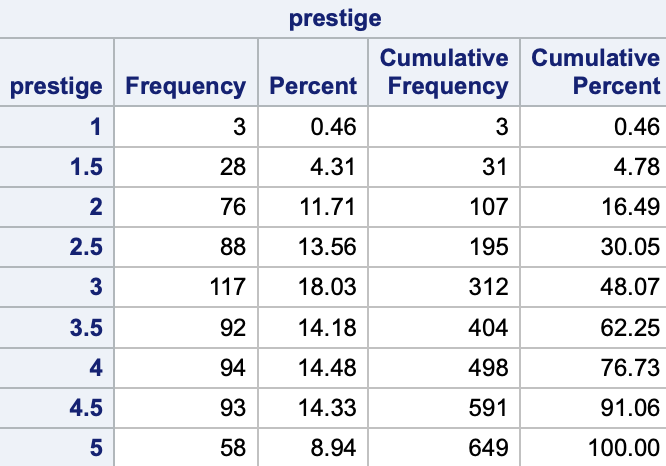 prestige
prestige Frequency Percent Cumulative Frequency Cumulative Percent
1 3 0.46 3 0.46
1.5 28 4.31 31 4.78
2 76 11.71 107 16.49
2.5 88 13.56 195 30.05
3 117 18.03 312 48.07
3.5 92 14.18 404 62.25
4 94 14.48 498 76.73
4.5 93 14.33 591 91.06
5 58 8.94 649 100.00